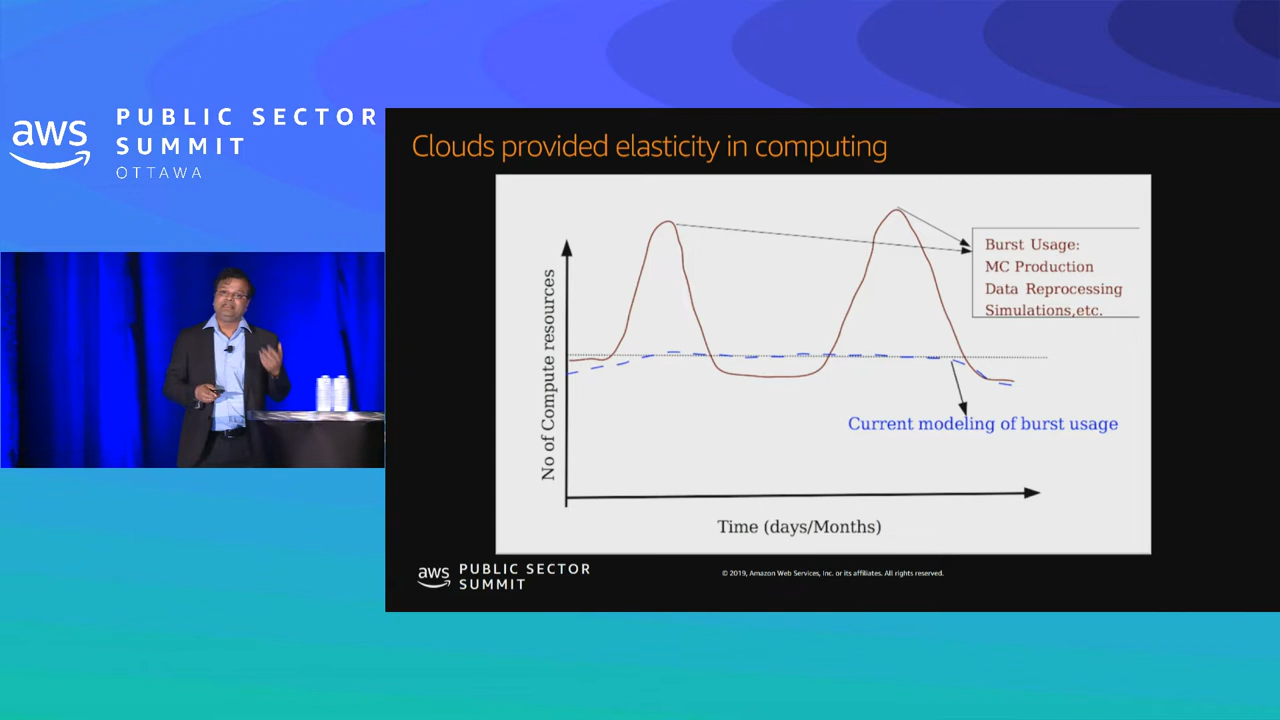 aws
PUBLIC SECTOR
SUMMIT
OTTAWA
Clouds provided elasticity in computing
No of Compute resources
Burst Usage:
MC Production
Data Reprocessing
Simulations,etc.
Current modeling of burst usage
Time (days/Months)
aws
PUBLIC SECTOR
SUMMIT
© 2019, Amazon Web Services, Inc. or its affiliates. All rights reserved.